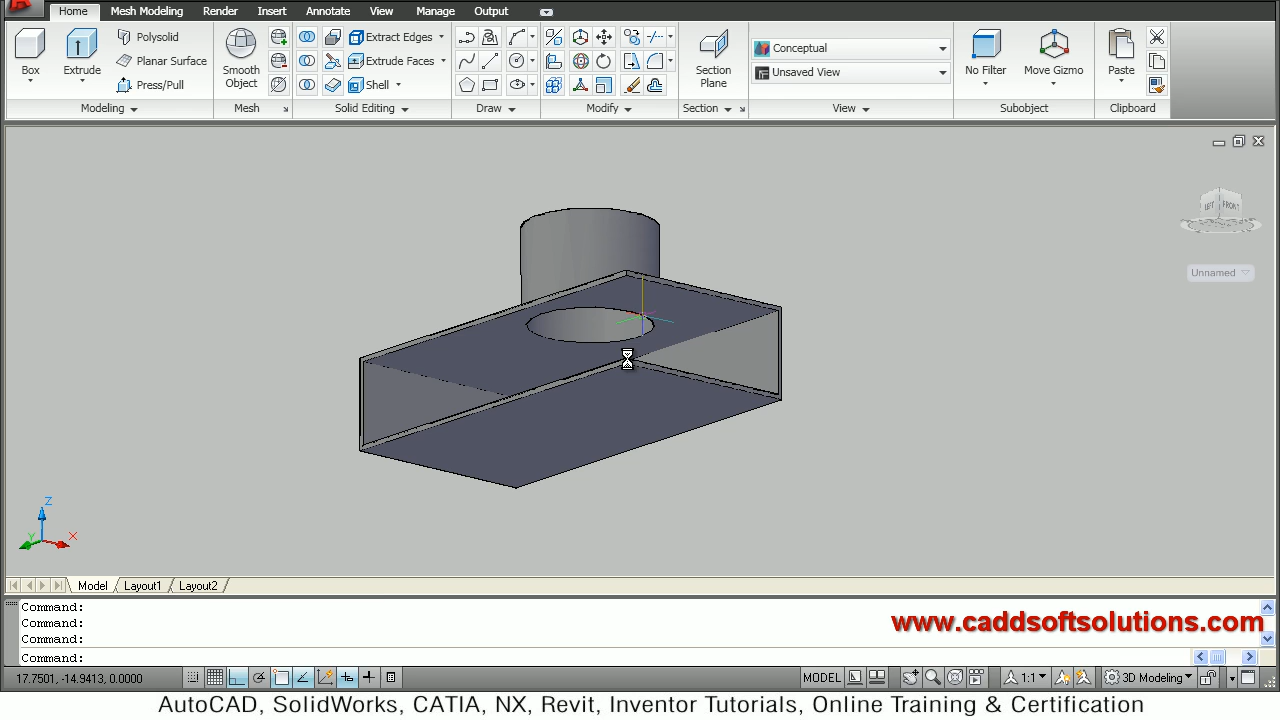 Home Mesh Modeling Render Insert Annotate View Manage Output
Box
Extrude
Polysolid
Planar Surface
Press/Pull
Smooth
Object
Extract Edges
Extrude Faces
Shell
Section
Plane
Conceptual
Unsaved View
No Filter
Move Gizmo
Paste
Modeling Mesh Solid Editing Draw Modify Section View Subobject Clipboard
LEFT FRONT
Unnamed
Z
Y X
Model Layout1 Layout2
Command:
Command:
Command:
Command:
www.caddsoftsolutions.com
17.7501, -14.9413, 0.0000 MODEL 1:1 3D Modeling
AutoCAD, SolidWorks, CATIA, NX, Revit, Inventor Tutorials, Online Training & Certification